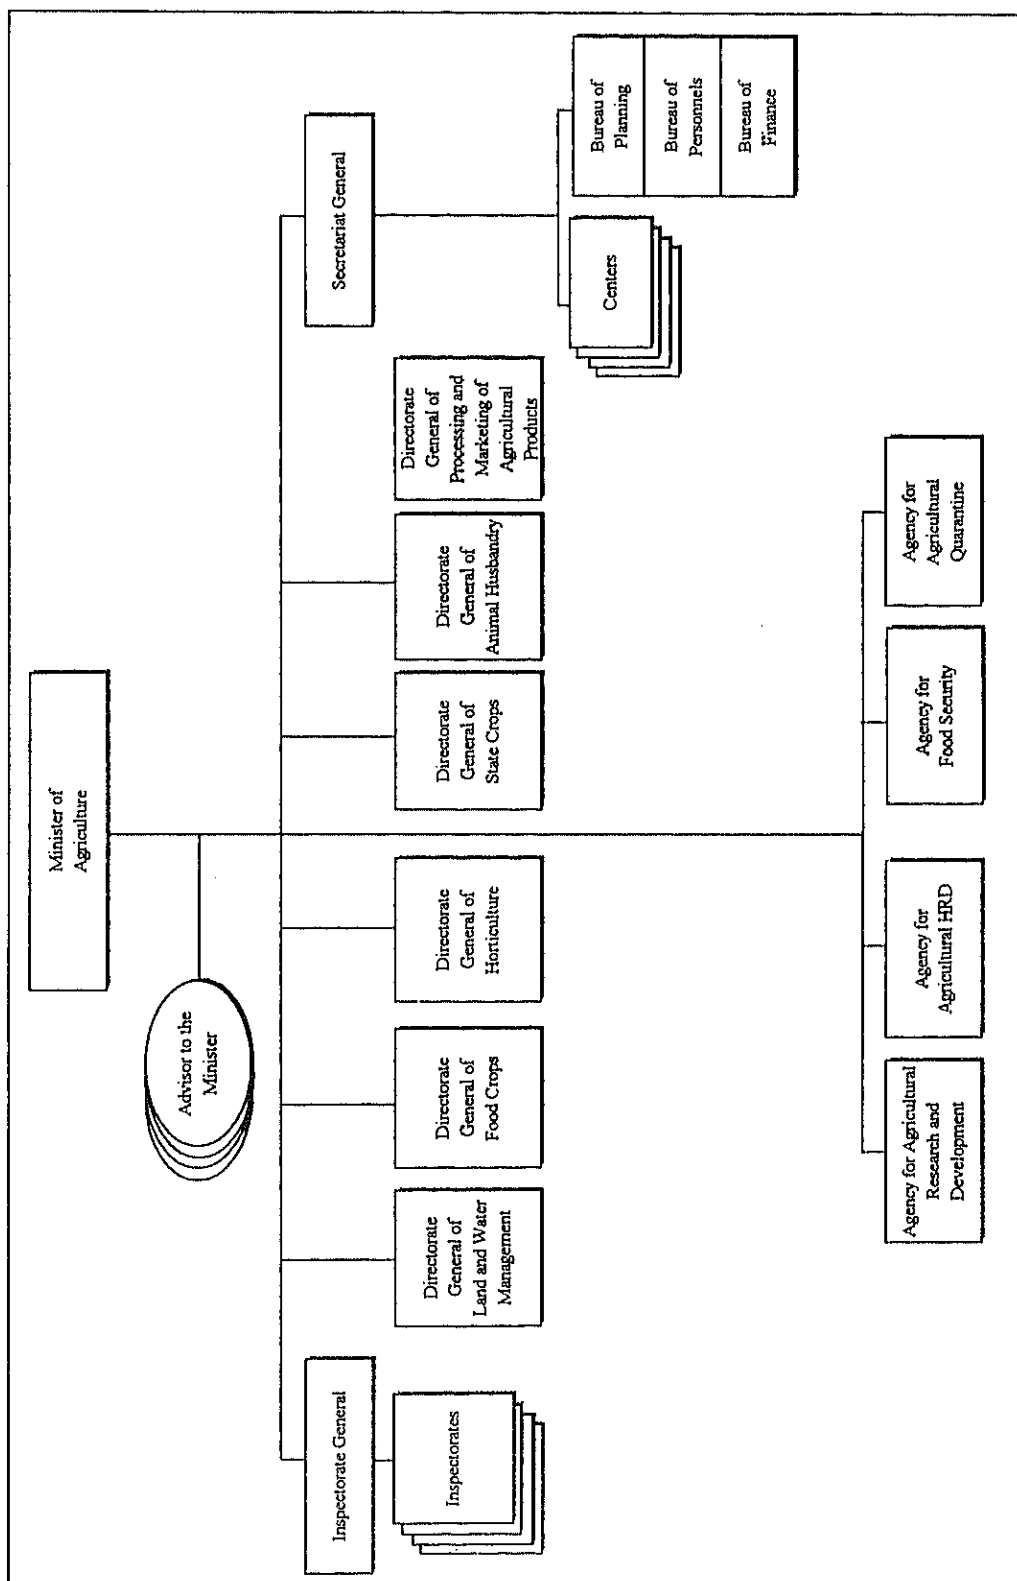 Minister of
Agriculture
Advisor to the
Minister
Inspectorate General
Secretariat General
Inspectorates
Directorate
General of
Land and Water
Management
Directorate
General of
Food Crops
Directorate
General of
Horticulture
Directorate
General of
State Crops
Directorate
General of
Animal Husbandry
Directorate
General of
Processing and
Marketing of
Agricultural
Products
Centers
Bureau of
Planning
Bureau of
Personnels
Bureau of
Finance
Agency for Agricultural
Research and
Development
Agency for
Agricultural HRD
Agency for
Food Security
Agency for
Agricultural
Quarantine